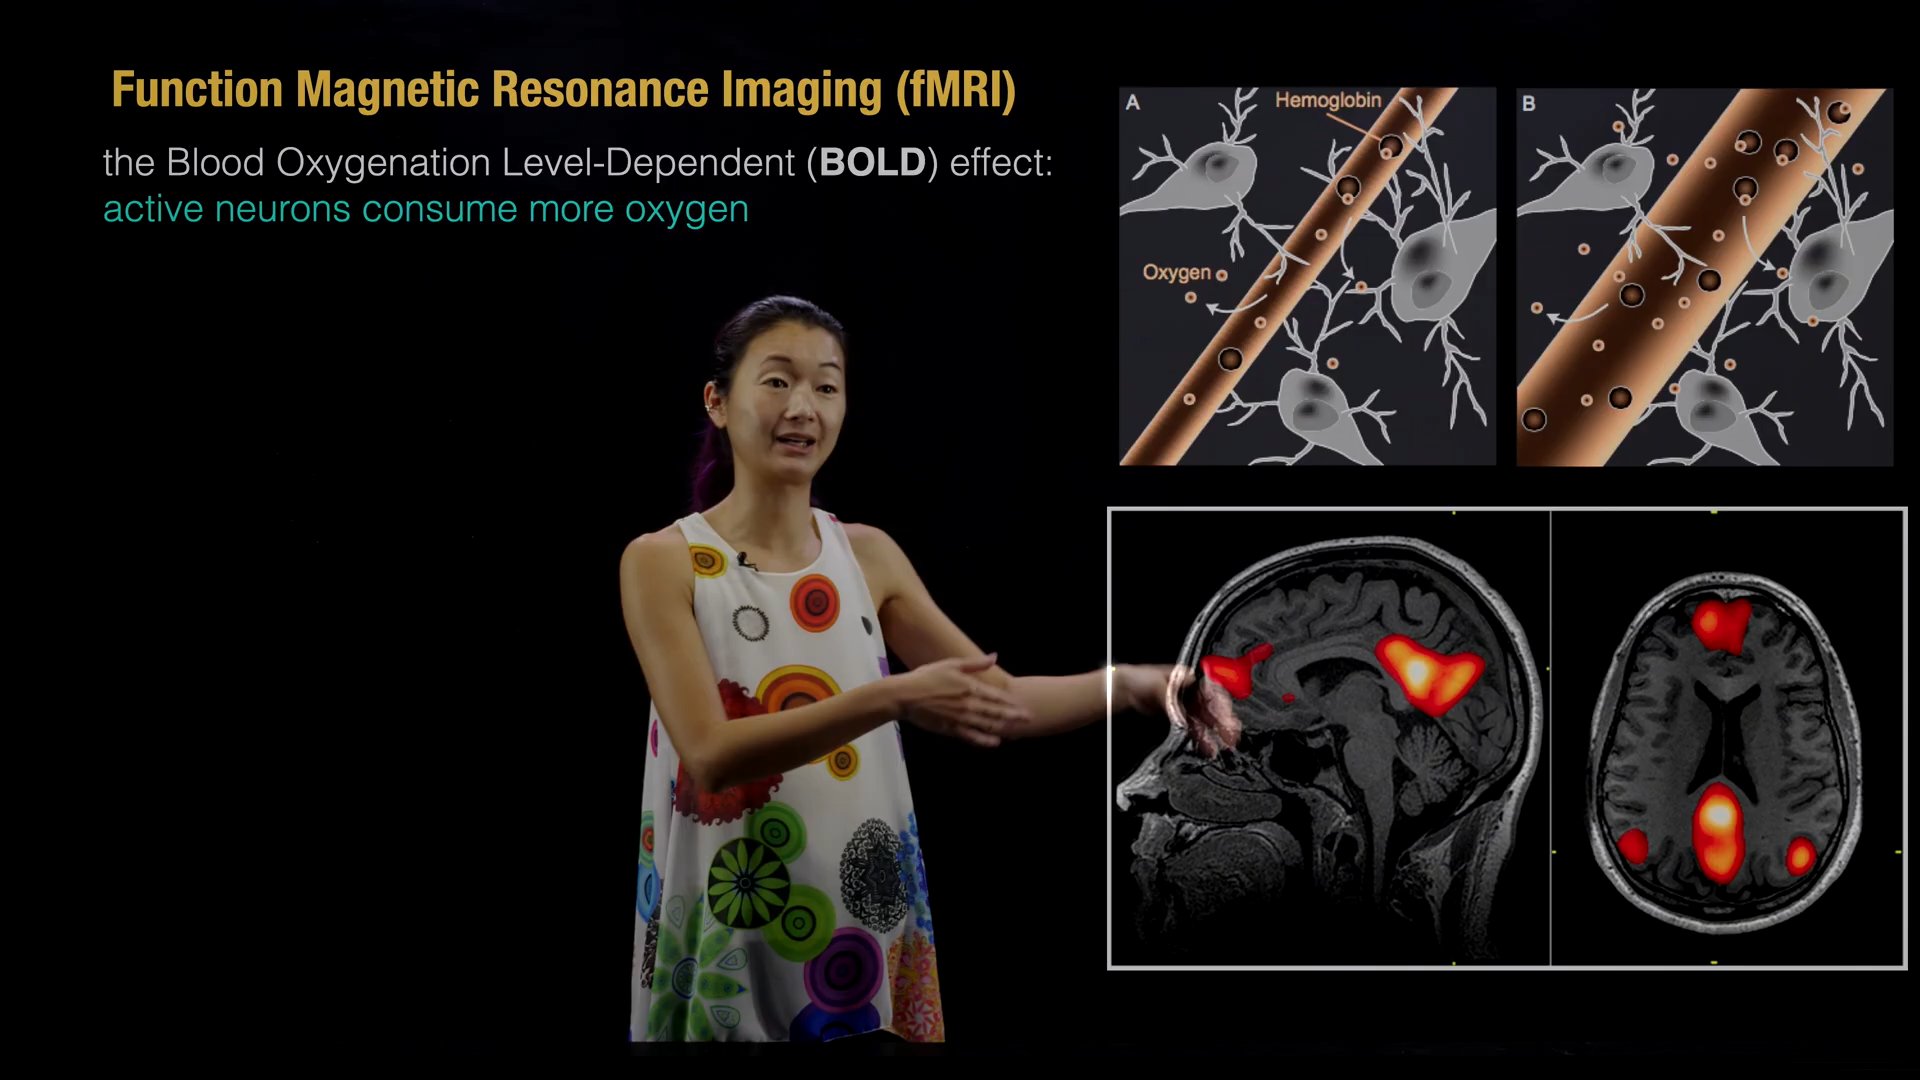 Function Magnetic Resonance Imaging (fMRI)
the Blood Oxygenation Level-Dependent (BOLD) effect:
active neurons consume more oxygen
A
Hemoglobin
Oxygen
B